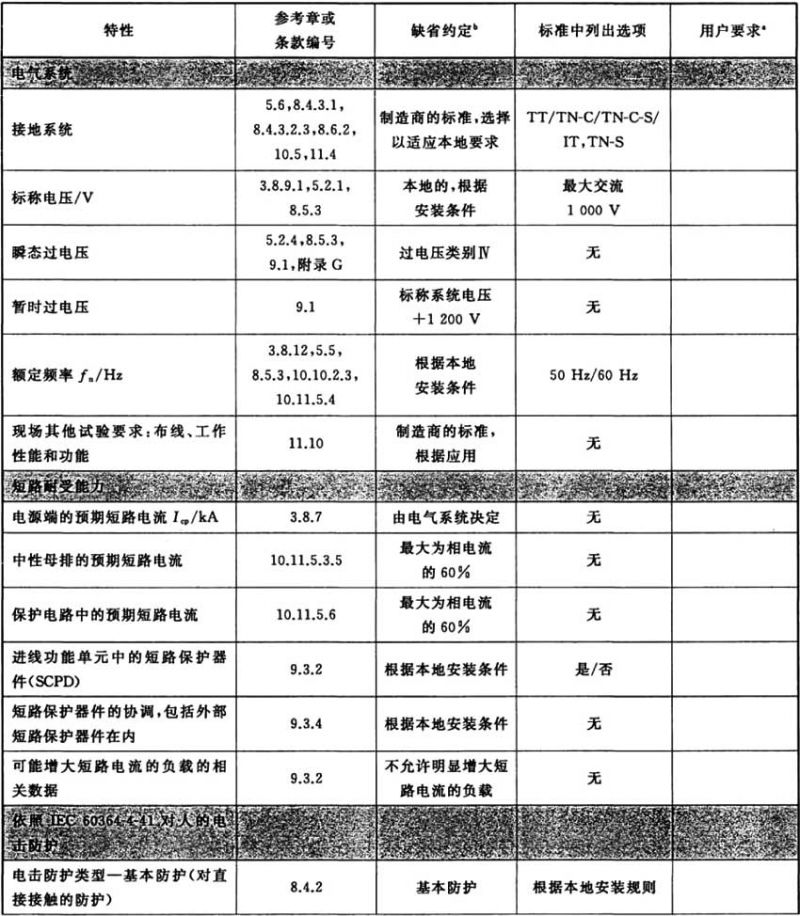 特性
参考章或
条款编号
缺省约定ᵇ
标准中列出选项
用户要求ᵃ
电气系统
接地系统
5.6,8.4.3.1,
8.4.3.2.3,8.6.2,
10.5,11.4
制造商的标准,选择
以适应本地要求
TT/TN-C/TN-C-S/
IT,TN-S
标称电压/V
3.8.9.1,5.2.1,
8.5.3
本地的,根据
安装条件
最大交流
1 000 V
瞬态过电压
5.2.4,8.5.3,
9.1,附录 G
过电压类别Ⅳ
无
暂时过电压
9.1
标称系统电压
+1 200 V
无
额定频率 fₙ/Hz
3.8.12,5.5,
8.5.3,10.10.2.3,
10.11.5.4
根据本地
安装条件
50 Hz/60 Hz
现场其他试验要求:布线、工作
性能和功能
11.10
制造商的标准,
根据应用
无
短路耐受能力
电源端的预期短路电流 Icp/kA
3.8.7
由电气系统决定
无
中性母排的预期短路电流
10.11.5.3.5
最大为相电流
的 60%
无
保护电路中的预期短路电流
10.11.5.6
最大为相电流
的 60%
无
进线功能单元中的短路保护器
件(SCPD)
9.3.2
根据本地安装条件
是/否
短路保护器件的协调,包括外部
短路保护器件在内
9.3.4
根据本地安装条件
无
可能增大短路电流的负载的相
关数据
9.3.2
不允许明显增大短
路电流的负载
无
依照 IEC 60364-4-41,对人的电
击防护
电击防护类型—基本防护(对直
接接触的防护)
8.4.2
基本防护
根据本地安装规则